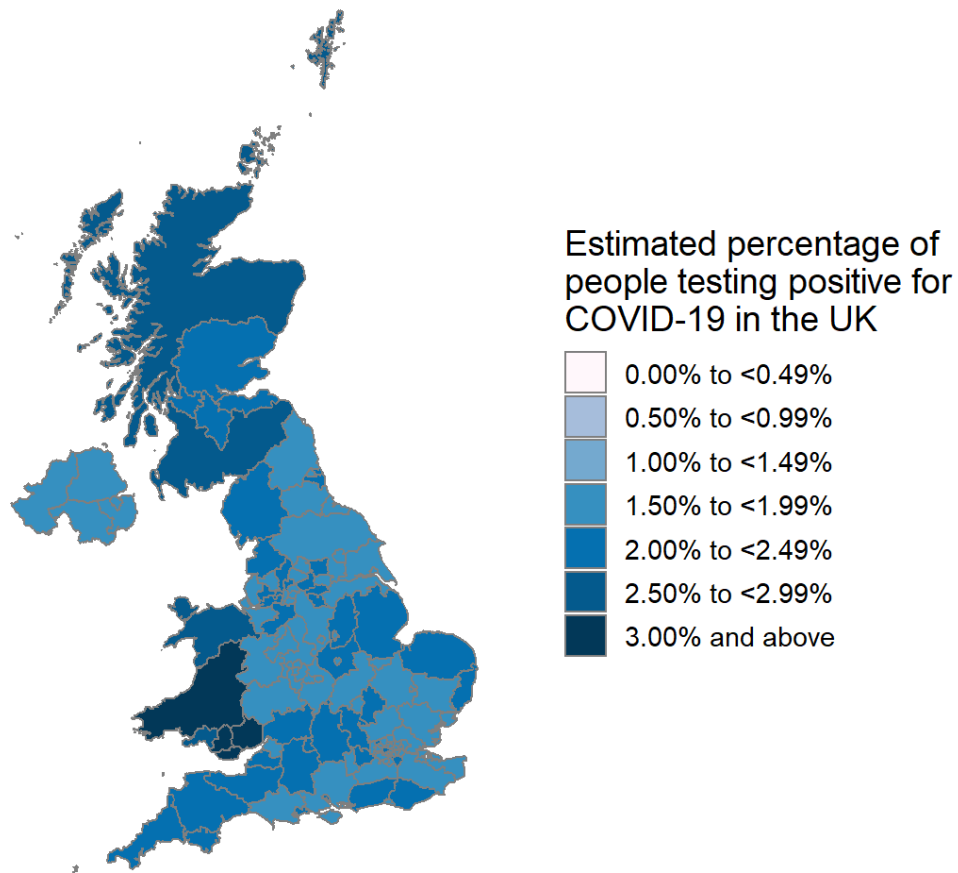 Estimated percentage of
people testing positive for
COVID-19 in the UK
0.00% to <0.49%
0.50% to <0.99%
1.00% to <1.49%
1.50% to <1.99%
2.00% to <2.49%
2.50% to <2.99%
3.00% and above